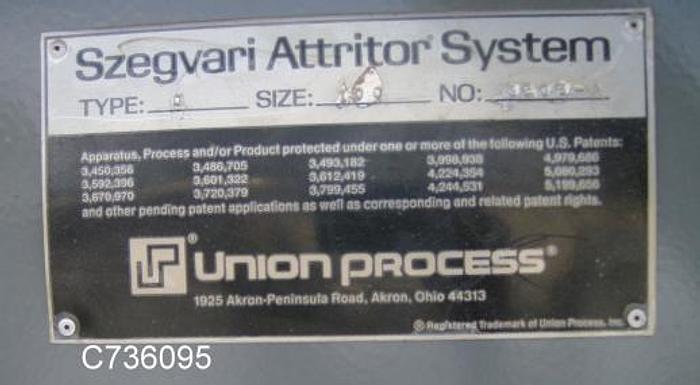 Szegvari Attritor® System
TYPE: SIZE: NO:
Apparatus, Process and/or Product protected under one or more of the following U.S. Patents:
3,450,356 3,486,705 3,493,182 3,998,938 4,979,686
3,592,396 3,601,322 3,612,419 4,224,354 5,080,293
3,670,970 3,720,379 3,799,455 4,244,531 5,199,656
and other pending patent applications as well as corresponding and related patent rights.
UNION PROCESS®
1925 Akron-Peninsula Road, Akron, Ohio 44313
® Registered Trademark of Union Process, Inc.
C736095